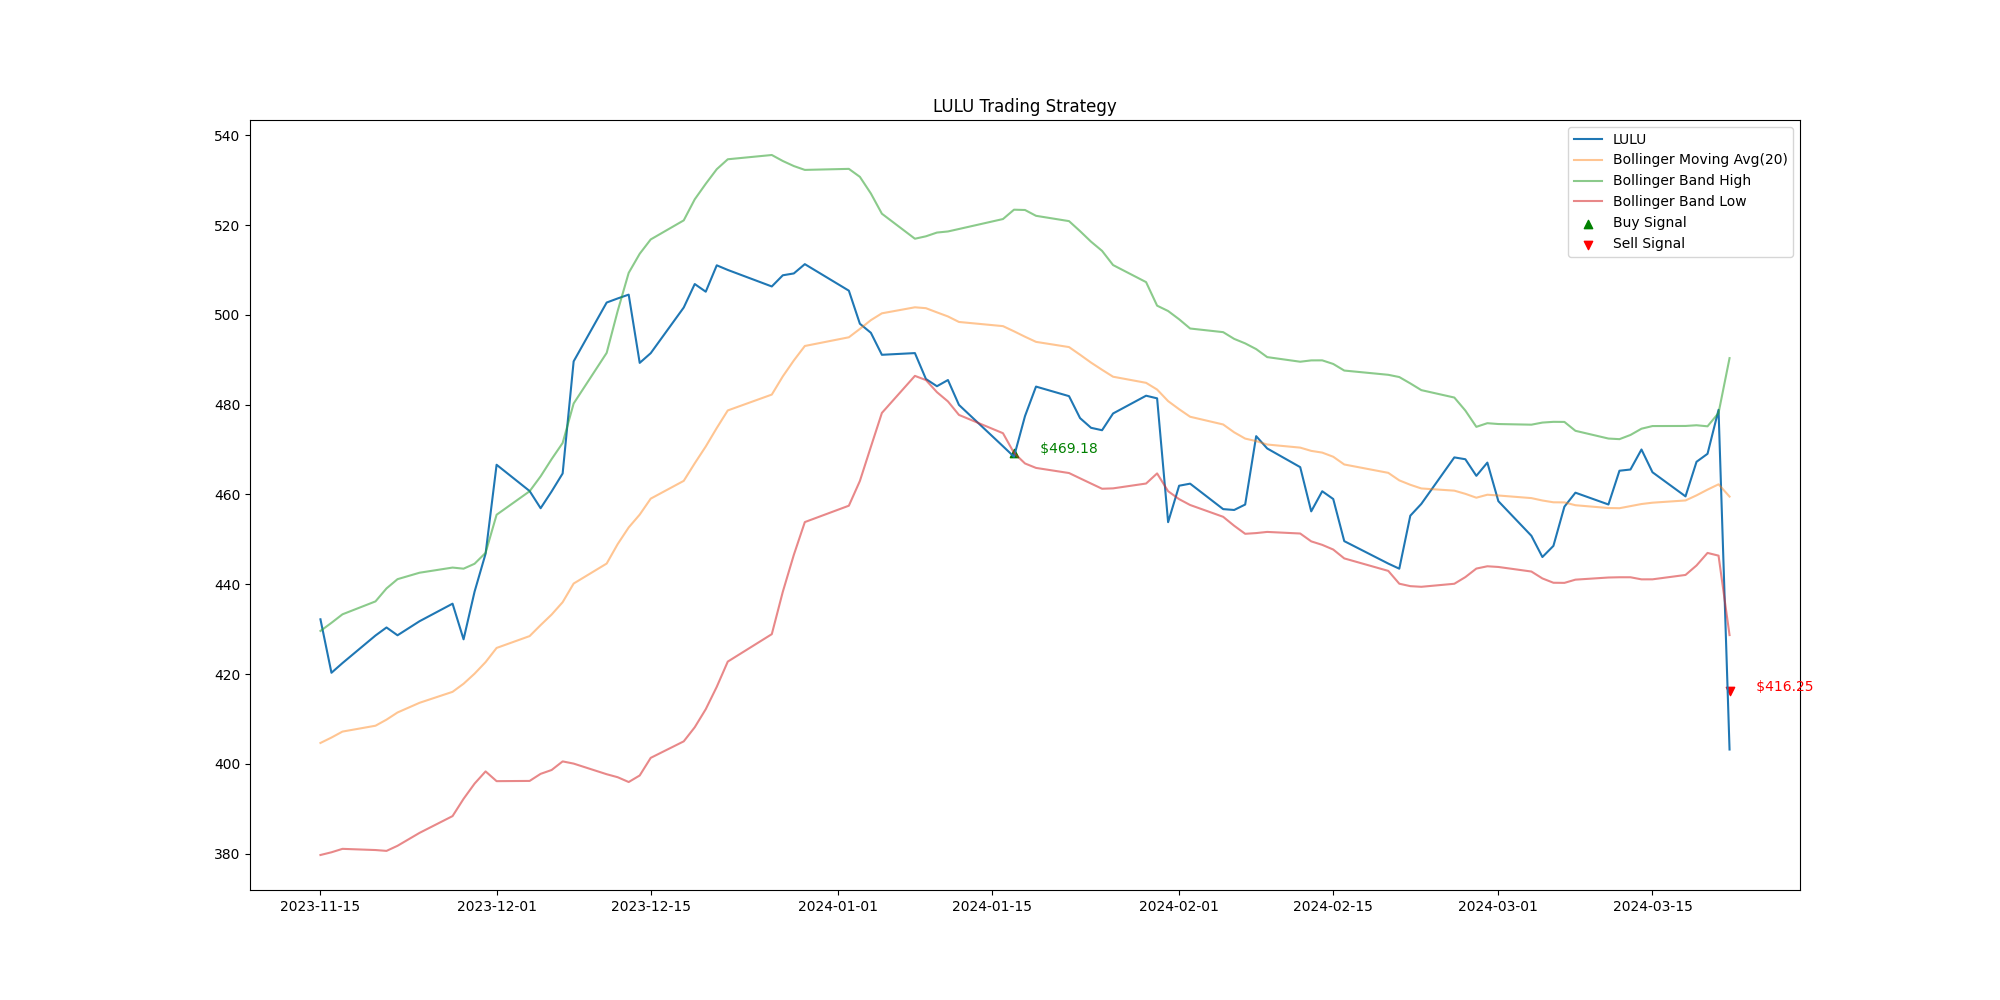 LULU Trading Strategy
540
520
500
480
460
440
420
400
380
LULU
Bollinger Moving Avg(20)
Bollinger Band High
Bollinger Band Low
Buy Signal
Sell Signal
$469.18
$416.25
2023-11-15 2023-12-01 2023-12-15 2024-01-01 2024-01-15 2024-02-01 2024-02-15 2024-03-01 2024-03-15